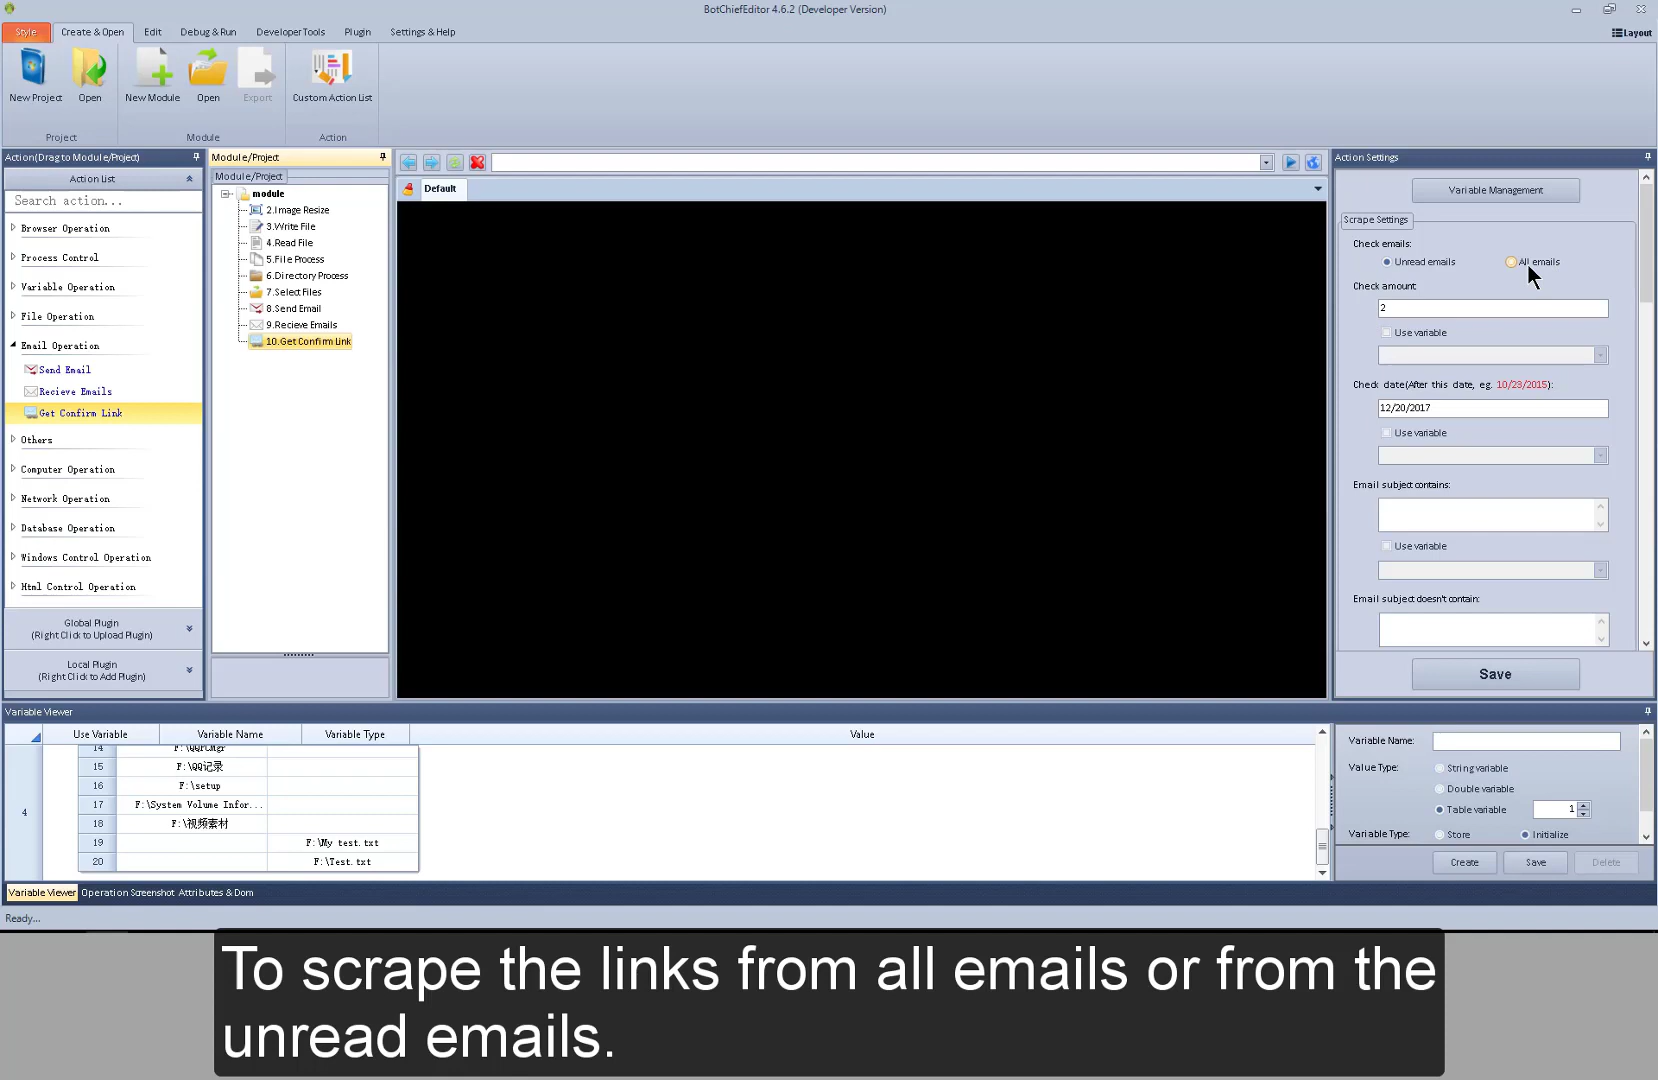 BotChiefEditor 4.6.2 (Developer Version)
Style
Create & Open
Edit
Debug & Run
Developer Tools
Plugin
Settings & Help
Layout
New Project
Open
New Module
Open
Export
Custom Action List
Project
Module
Action
Action(Drag to Module/Project)
Action List
Search action...
Browser Operation
Process Control
Variable Operation
File Operation
Email Operation
Send Email
Recieve Emails
Get Confirm Link
Others
Computer Operation
Network Operation
Database Operation
Windows Control Operation
Html Control Operation
Global Plugin
(Right Click to Upload Plugin)
Local Plugin
(Right Click to Add Plugin)
Module/Project
Module/Project
module
2.Image Resize
3.Write File
4.Read File
5.File Process
6.Directory Process
7.Select Files
8.Send Email
9.Recieve Emails
10.Get Confirm Link
Default
Action Settings
Variable Management
Scrape Settings
Check emails:
Unread emails
All emails
Check amount
2
Use variable
Check date(After this date, eg. 10/23/2015):
12/20/2017
Use variable
Email subject contains:
Use variable
Email subject doesn't contain:
Save
Variable Viewer
Use Variable
Variable Name
Variable Type
Value
4
14
15 F:\QQ记录
16 F:\setup
17 F:\System Volume Infor...
18 F:\视频素材
19 F:\My test.txt
20 F:\Test.txt
Variable Name:
Value Type:
String variable
Double variable
Table variable
1
Variable Type:
Store
Initialize
Create
Save
Delete
Variable Viewer
Operation Screenshot
Attributes & Dom
Ready...
To scrape the links from all emails or from the
unread emails.